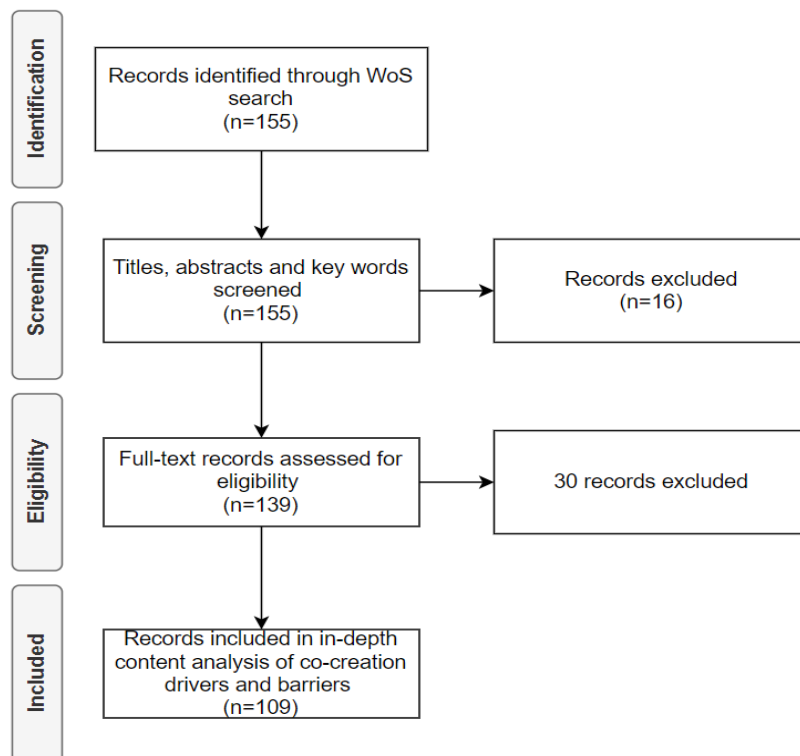 Identification
Records identified through WoS
search
(n=155)
Screening
Titles, abstracts and key words
screened
(n=155)
Records excluded
(n=16)
Eligibility
Full-text records assessed for
eligibility
(n=139)
30 records excluded
Included
Records included in in-depth
content analysis of co-creation
drivers and barriers
(n=109)